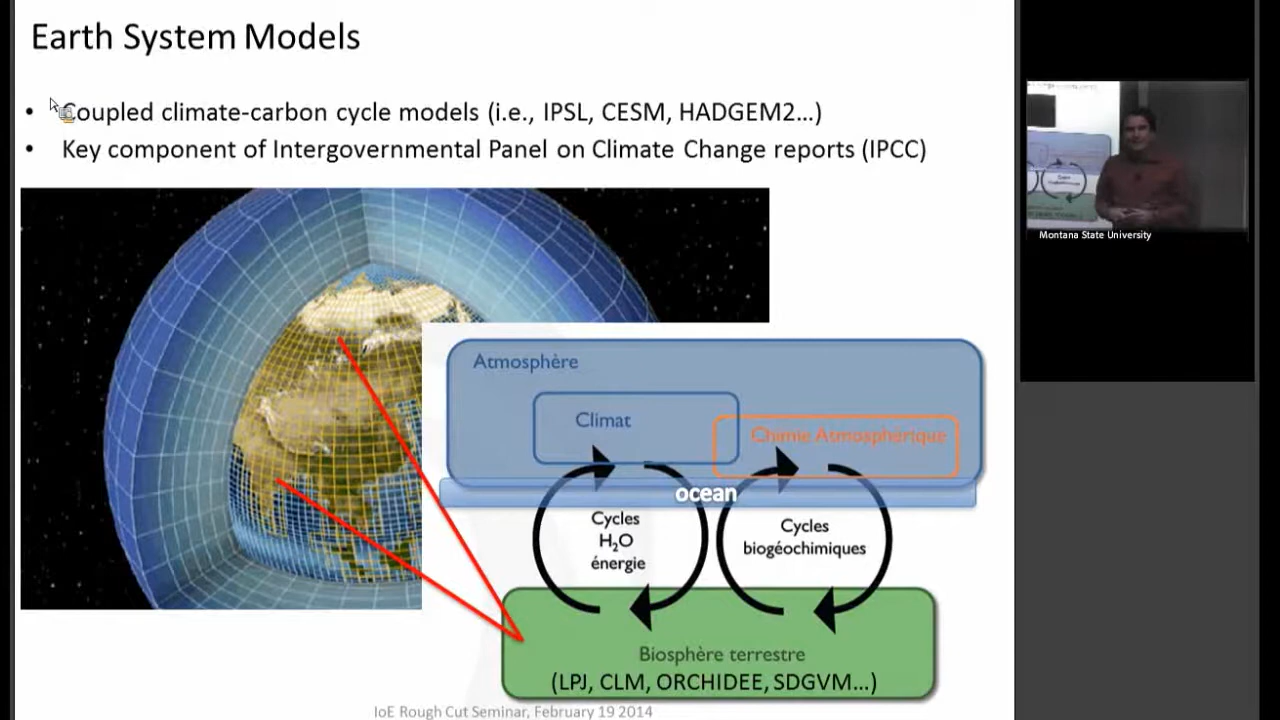 Earth System Models
• Coupled climate-carbon cycle models (i.e., IPSL, CESM, HADGEM2...)
• Key component of Intergovernmental Panel on Climate Change reports (IPCC)
Montana State University
Atmosphère
Climat
Chimie Atmosphérique
ocean
Cycles
H₂O
énergie
Cycles
biogéochimiques
Biosphère terrestre
(LPJ, CLM, ORCHIDEE, SDGVM...)
IoE Rough Cut Seminar, February 19 2014